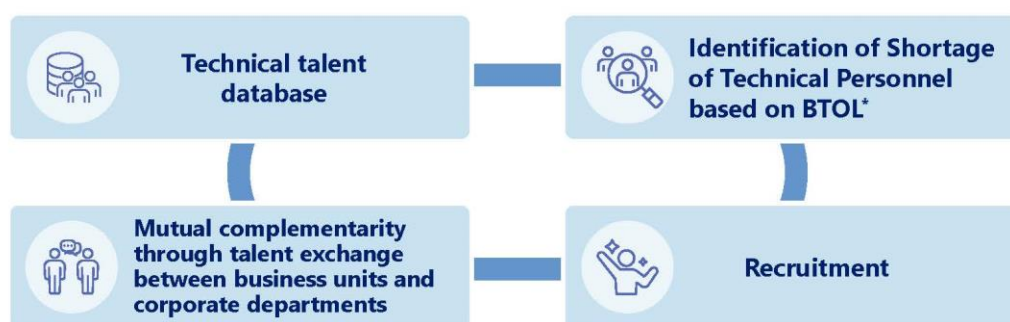 Technical talent
database
Identification of Shortage
of Technical Personnel
based on BTOL*
Mutual complementarity
through talent exchange
between business units and
corporate departments
Recruitment